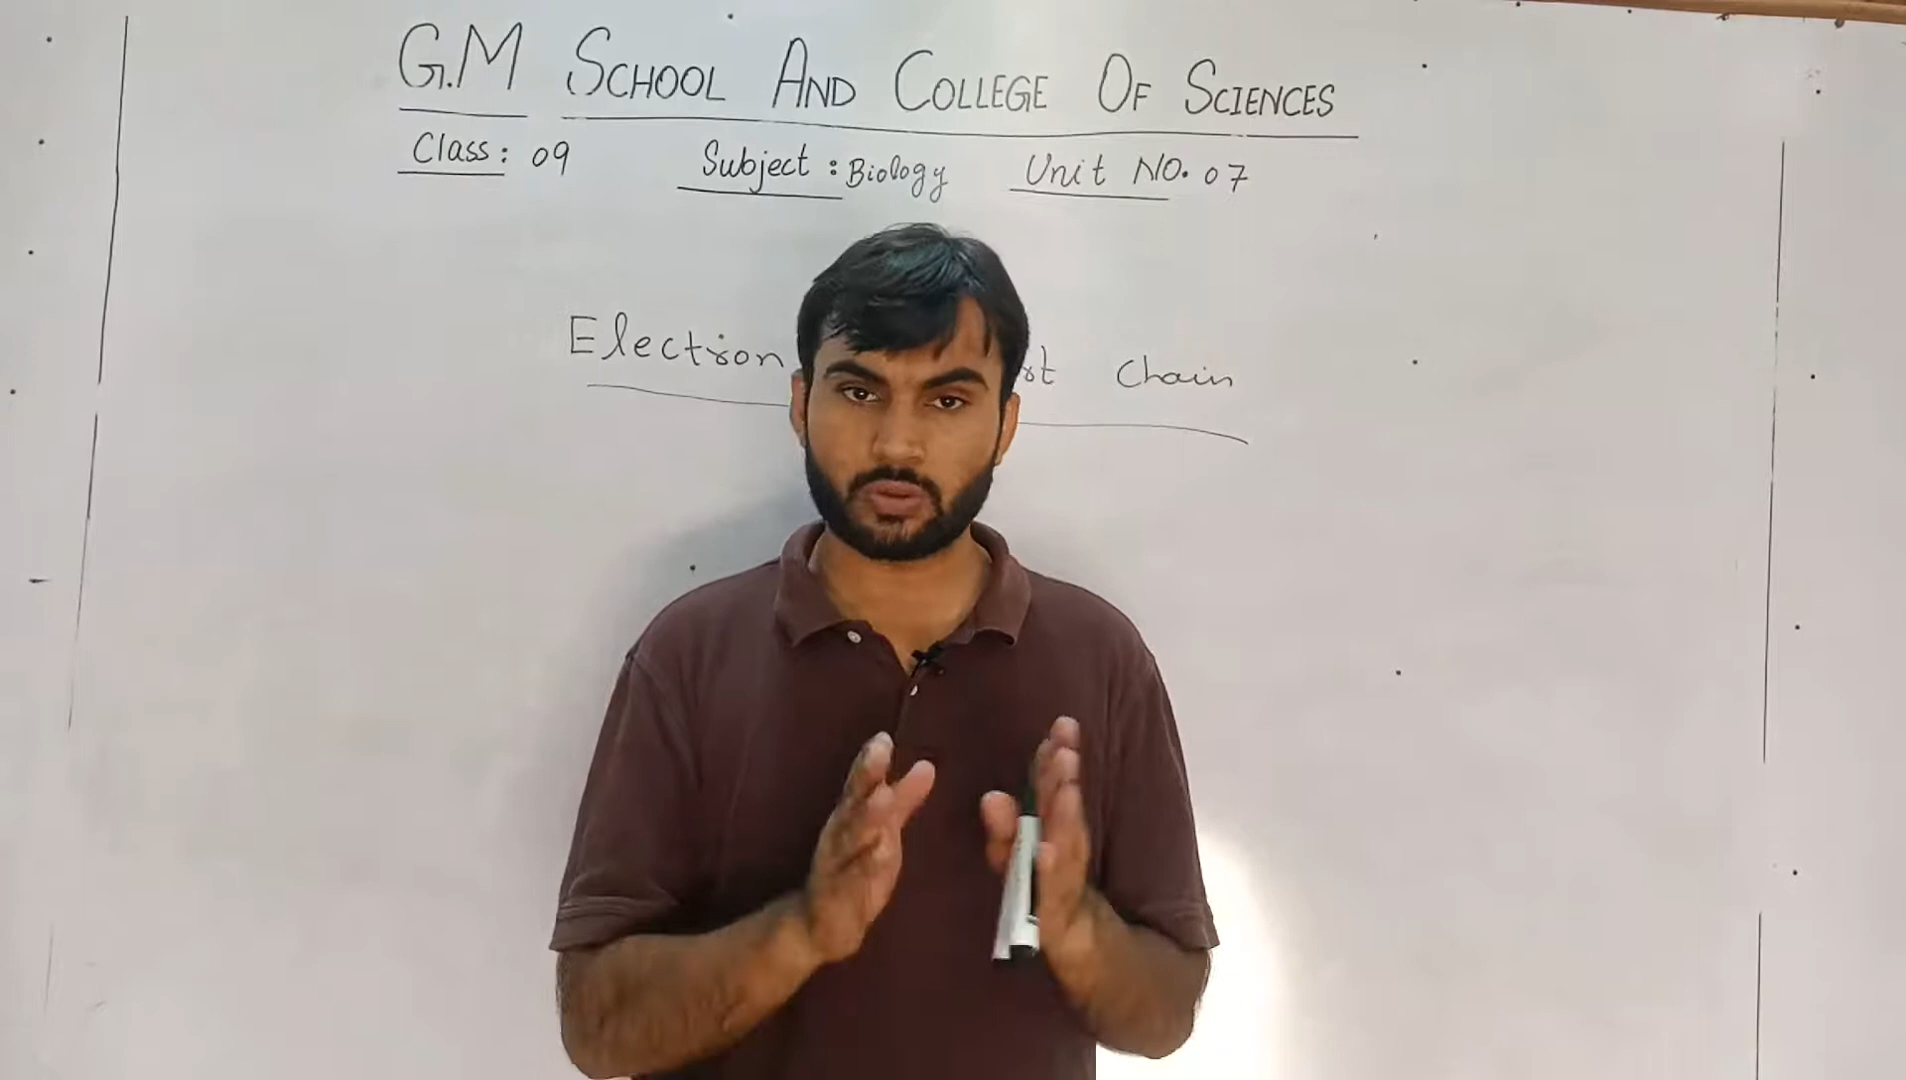 G.M SCHOOL AND COLLEGE OF SCIENCES
Class: 09 Subject: Biology Unit NO. 07
Electron Chain